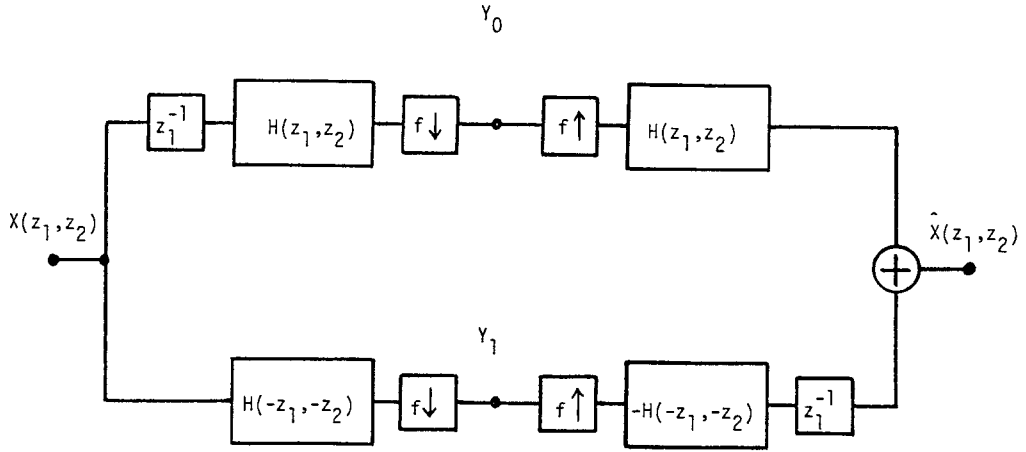 Y₀
z₁⁻¹
H(z₁,z₂)
f↓
f↑
H(z₁,z₂)
X(z₁,z₂)
X̂(z₁,z₂)
+
Y₁
H(-z₁,-z₂)
f↓
f↑
-H(-z₁,-z₂)
z₁⁻¹